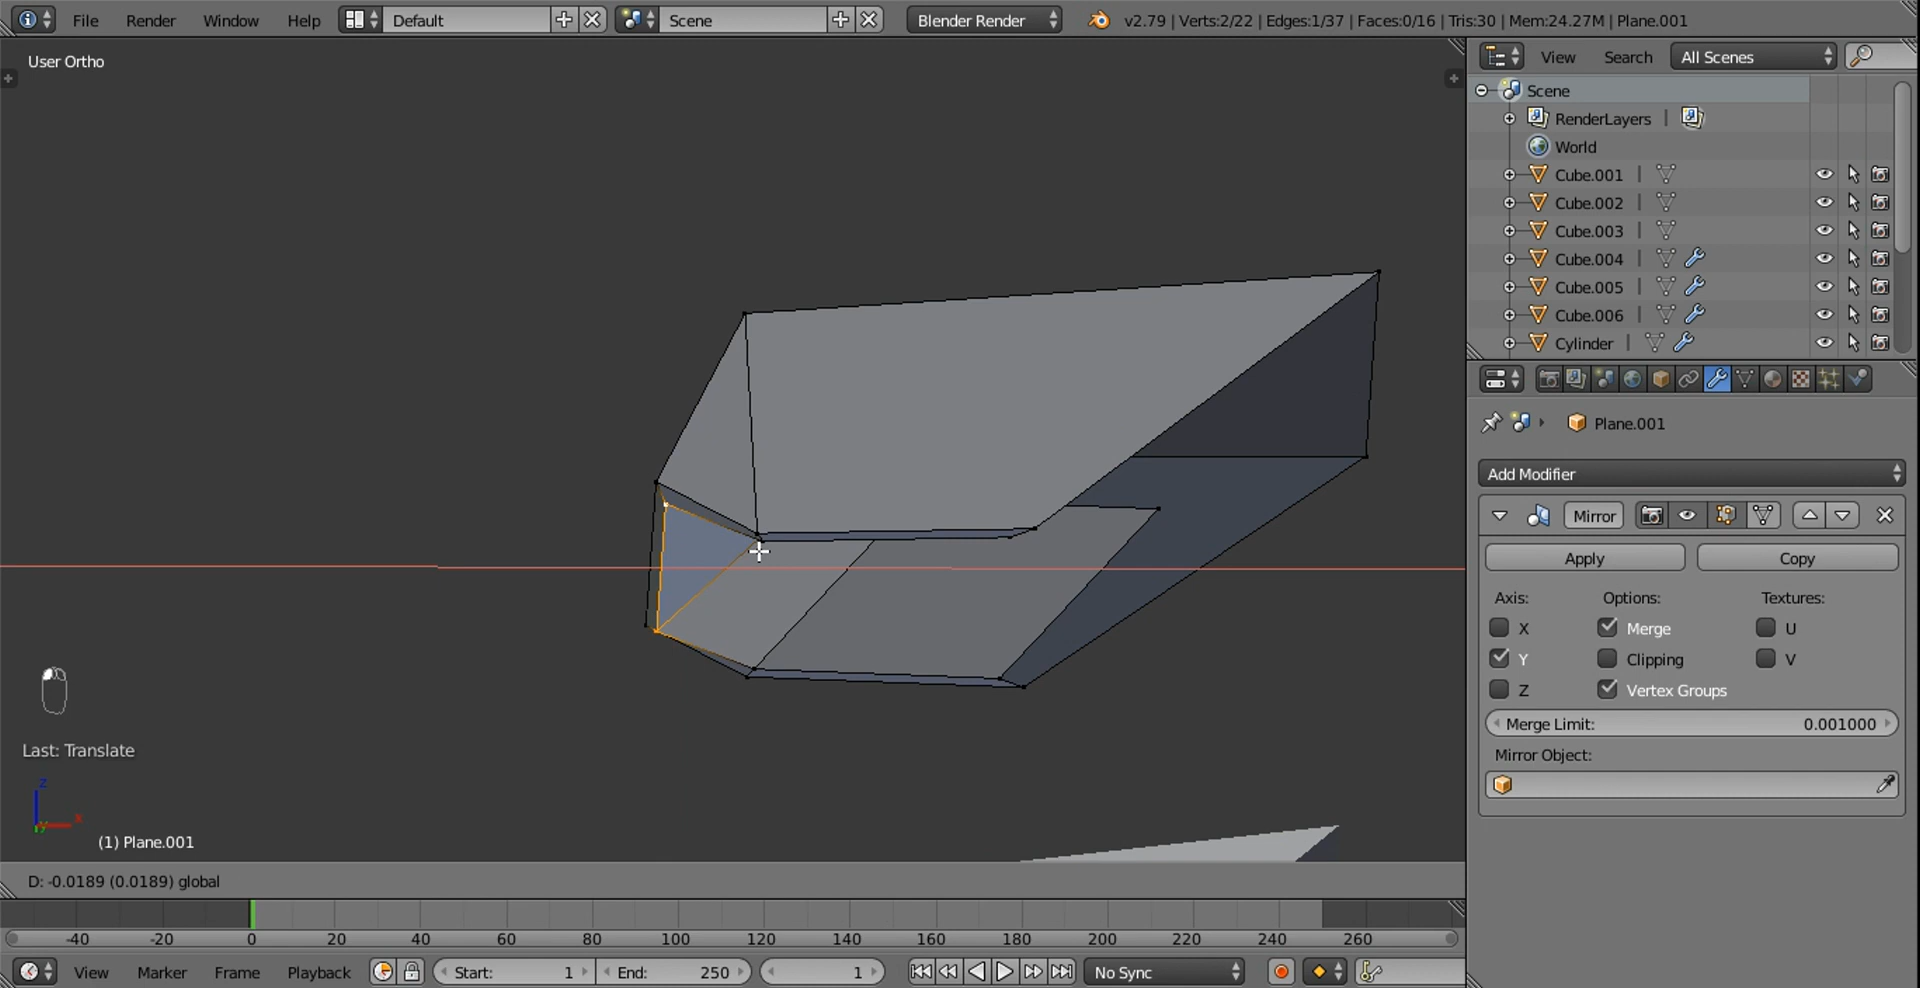 File Render Window Help Default Scene Blender Render v2.79 | Verts:2/22 | Edges:1/37 | Faces:0/16 | Tris:30 | Mem:24.27M | Plane.001
User Ortho
View Search All Scenes
Scene
RenderLayers
World
Cube.001
Cube.002
Cube.003
Cube.004
Cube.005
Cube.006
Cylinder
Plane.001
Add Modifier
Mirror
Apply Copy
Axis: Options: Textures:
X Merge U
Y Clipping V
Z Vertex Groups
Merge Limit: 0.001000
Mirror Object:
Last: Translate
z
y x
(1) Plane.001
D: -0.0189 (0.0189) global
-40 -20 0 20 40 60 80 100 120 140 160 180 200 220 240 260
View Marker Frame Playback Start: 1 End: 250 1 No Sync